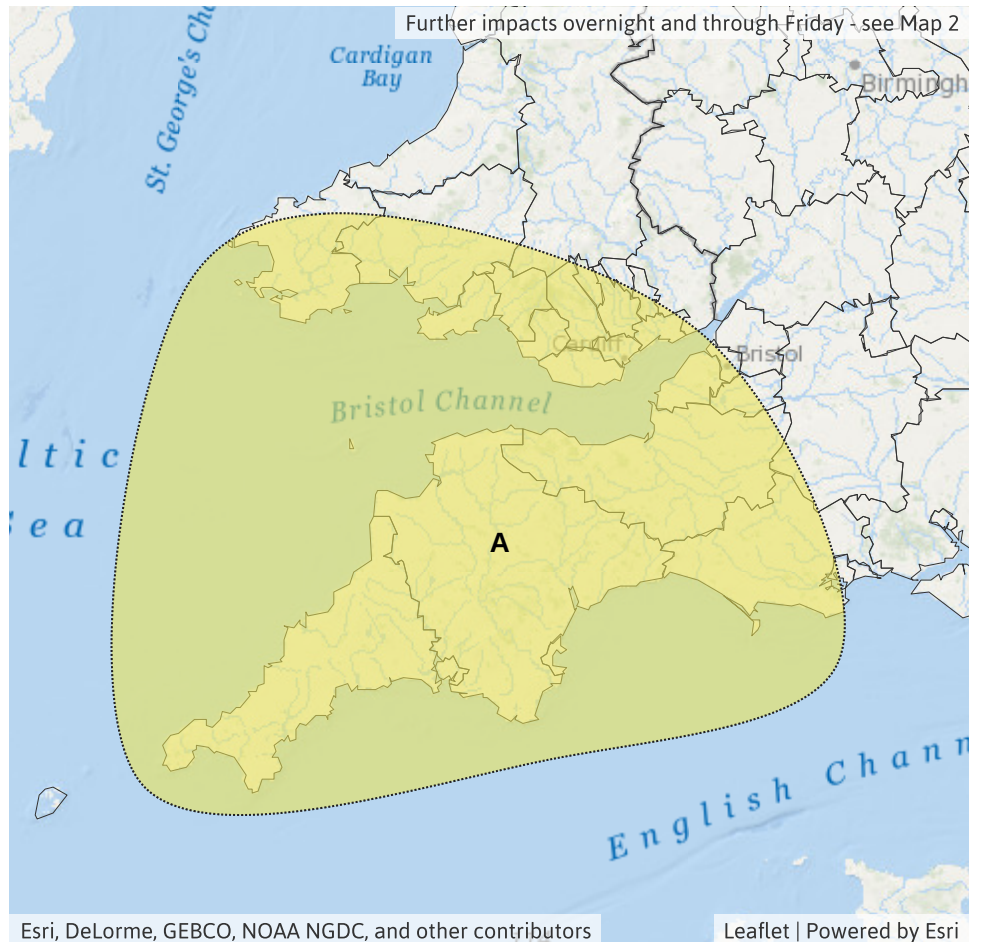 Further impacts overnight and through Friday - see Map 2
St. George's Cha
Cardigan
Bay
Birmingh
Cardiff
Bristol
Bristol Channel
ltic
ea
A
English Chann
Esri, DeLorme, GEBCO, NOAA NGDC, and other contributors
Leaflet | Powered by Esri